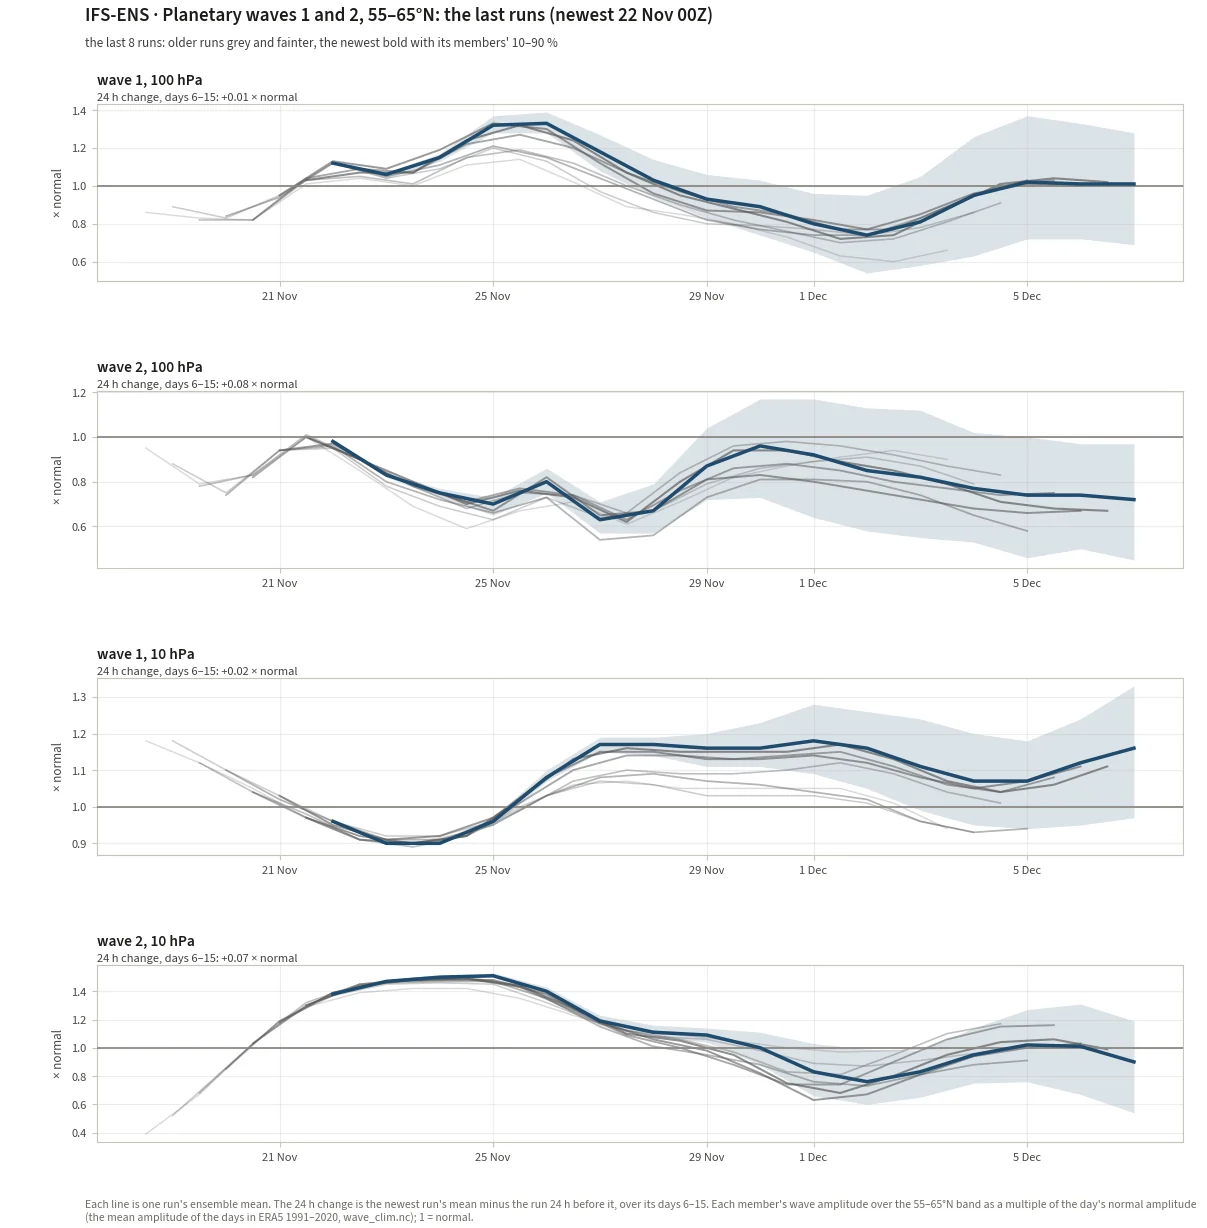 IFS-ENS · Planetary waves 1 and 2, 55–65°N: the last runs (newest 22 Nov 00Z)
the last 8 runs: older runs grey and fainter, the newest bold with its members' 10–90 %
wave 1, 100 hPa
24 h change, days 6–15: +0.01 × normal
1.4
1.2
1.0
0.8
0.6
× normal
21 Nov
25 Nov
29 Nov
1 Dec
5 Dec
wave 2, 100 hPa
24 h change, days 6–15: +0.08 × normal
1.2
1.0
0.8
0.6
× normal
21 Nov
25 Nov
29 Nov
1 Dec
5 Dec
wave 1, 10 hPa
24 h change, days 6–15: +0.02 × normal
1.3
1.2
1.1
1.0
0.9
× normal
21 Nov
25 Nov
29 Nov
1 Dec
5 Dec
wave 2, 10 hPa
24 h change, days 6–15: +0.07 × normal
1.4
1.2
1.0
0.8
0.6
0.4
× normal
21 Nov
25 Nov
29 Nov
1 Dec
5 Dec
Each line is one run's ensemble mean. The 24 h change is the newest run's mean minus the run 24 h before it, over its days 6–15. Each member's wave amplitude over the 55–65°N band as a multiple of the day's normal amplitude
(the mean amplitude of the days in ERA5 1991–2020, wave_clim.nc); 1 = normal.